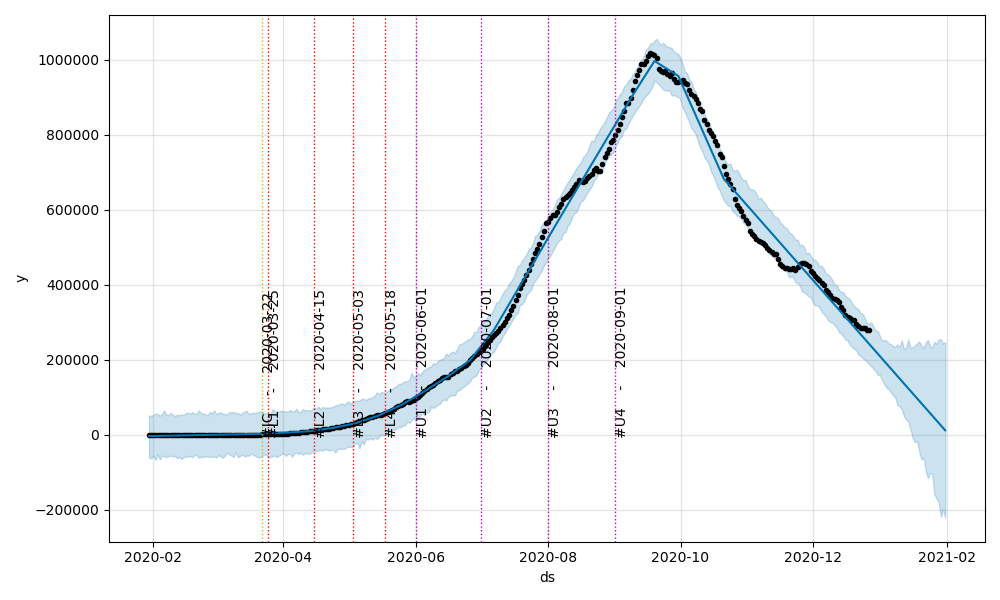 1000000
800000
600000
400000
200000
0
−200000
y
#JC - 2020-03-22
#L1 - 2020-03-25
#L2 - 2020-04-15
#L3 - 2020-05-03
#L4 - 2020-05-18
#U1 - 2020-06-01
#U2 - 2020-07-01
#U3 - 2020-08-01
#U4 - 2020-09-01
2020-02
2020-04
2020-06
2020-08
2020-10
2020-12
2021-02
ds